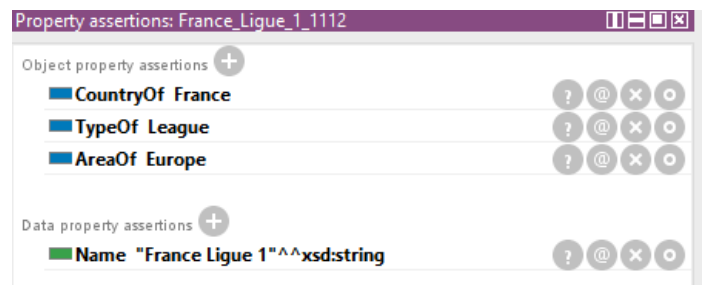 Property assertions: France_Ligue_1_1112
Object property assertions
CountryOf France
TypeOf League
AreaOf Europe
Data property assertions
Name "France Ligue 1"^^xsd:string